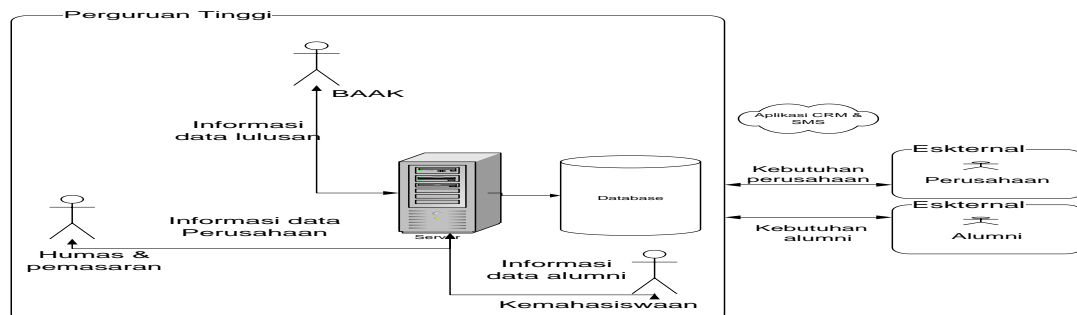 Perguruan Tinggi
BAAK
Informasi
data lulusan
Aplikasi CRM &
SMS
Eskternal
Perusahaan
Kebutuhan
perusahaan
Database
Server
Informasi data
Perusahaan
Humas &
pemasaran
Eskternal
Alumni
Kebutuhan
alumni
Informasi
data alumni
Kemahasiswaan